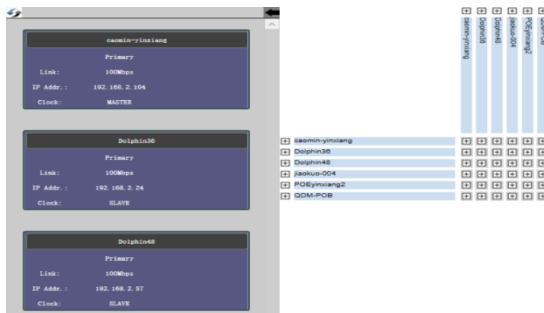 caomin-yinxiang
Primary
Link: 100Mbps
IP Addr.: 192.168.2.104
Clock: MASTER
Dolphin36
Primary
Link: 100Mbps
IP Addr.: 192.168.2.24
Clock: SLAVE
Dolphin48
Primary
Link: 100Mbps
IP Addr.: 192.168.2.97
Clock: SLAVE
caomin-yinxiang
Dolphin36
Dolphin48
jiaokuo-004
POEyinxiang2
caomin-yinxiang
Dolphin36
Dolphin48
jiaokuo-004
POEyinxiang2
QDM-POB